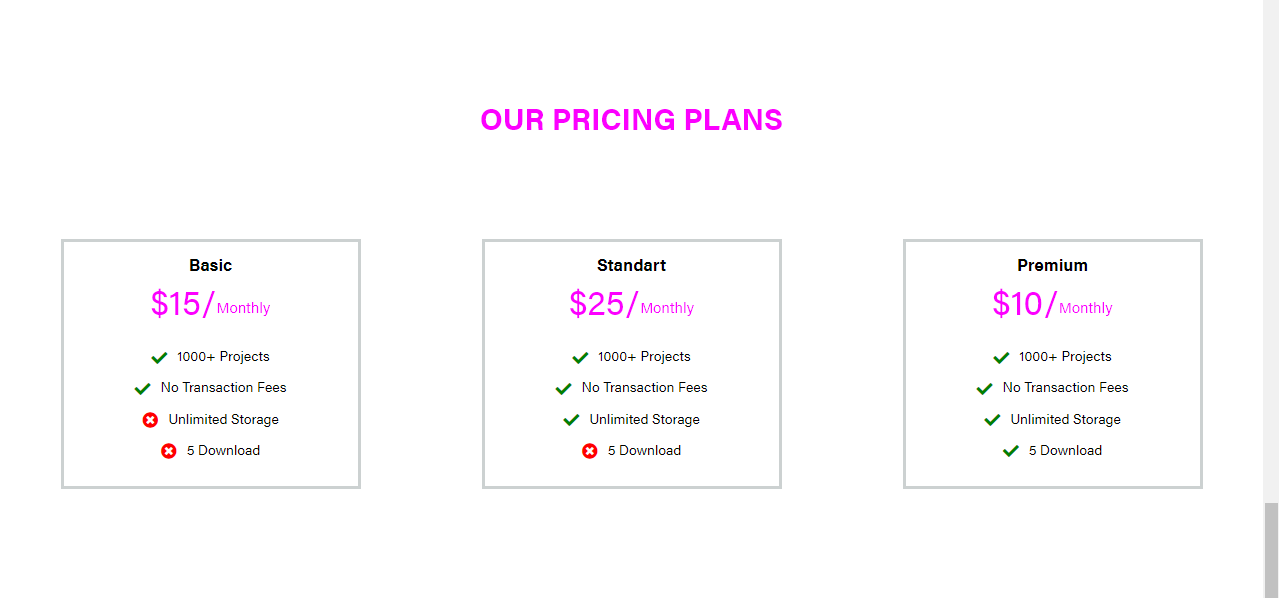 OUR PRICING PLANS
Basic
$15/Monthly
1000+ Projects
No Transaction Fees
Unlimited Storage
5 Download
Standart
$25/Monthly
1000+ Projects
No Transaction Fees
Unlimited Storage
5 Download
Premium
$10/Monthly
1000+ Projects
No Transaction Fees
Unlimited Storage
5 Download